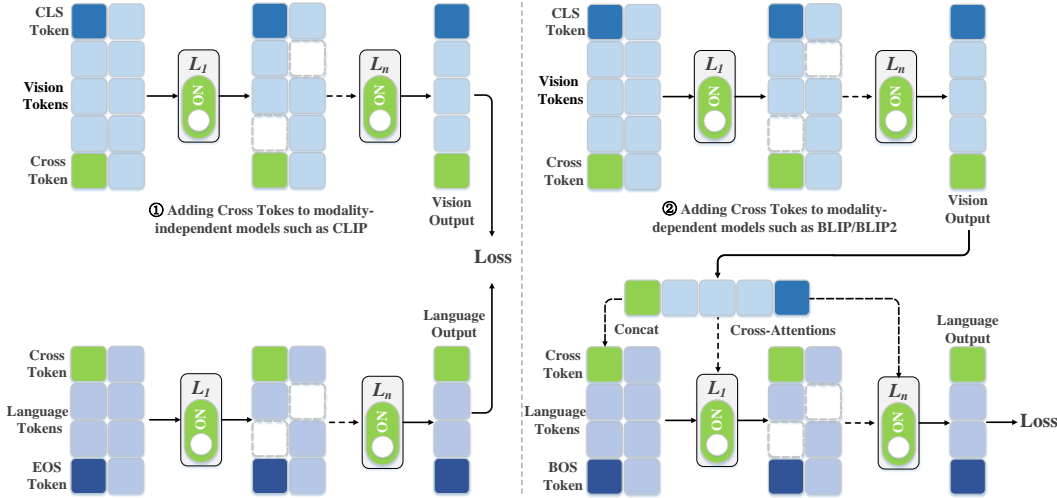 CLS
Token
L1
ON
Ln
ON
Vision
Tokens
Cross
Token
Vision
Output
① Adding Cross Tokes to modality-
independent models such as CLIP
Loss
Language
Output
Cross
Token
L1
ON
Ln
ON
Language
Tokens
EOS
Token
CLS
Token
L1
ON
Ln
ON
Vision
Tokens
Cross
Token
Vision
Output
② Adding Cross Tokes to modality-
dependent models such as BLIP/BLIP2
Concat
Cross-Attentions
Language
Output
Cross
Token
L1
ON
Ln
ON
Language
Tokens
Loss
BOS
Token